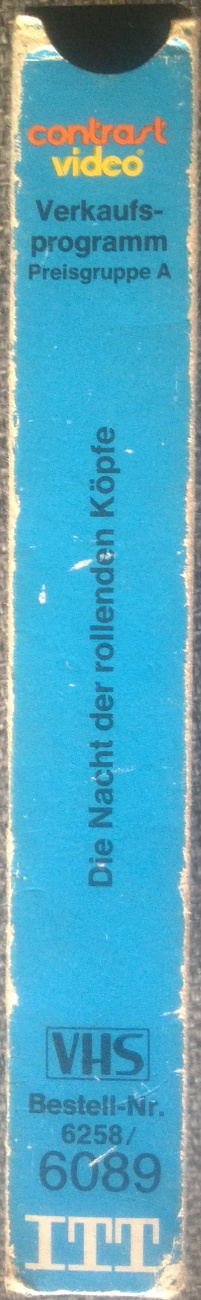 contrast
video
Verkaufs-
programm
Preisgruppe A
Die Nacht der rollenden Köpfe
VHS
Bestell-Nr.
6258/
6089
ITT